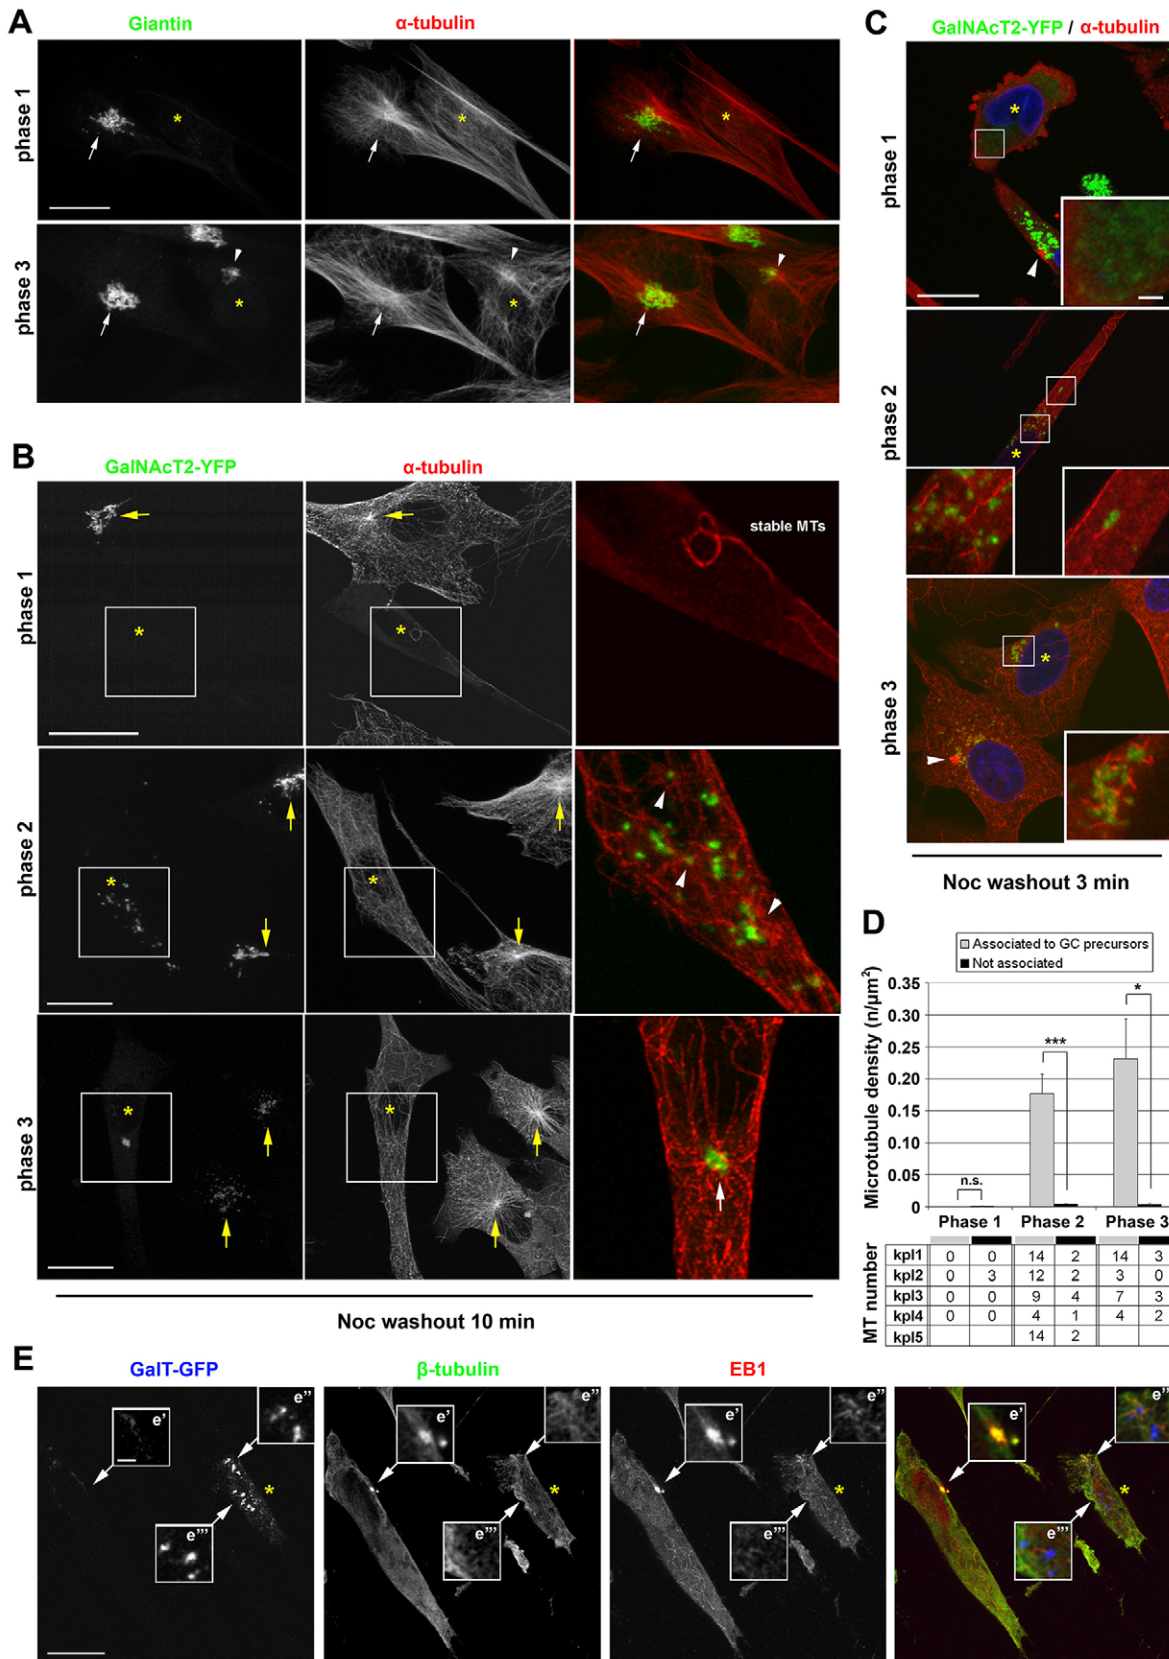 A
Giantin
α-tubulin
phase 1
*
*
*
phase 3
*
*
*
B
GalNAcT2-YFP
α-tubulin
phase 1
*
*
stable MTs
phase 2
*
*
phase 3
*
*
Noc washout 10 min
C
GalNAcT2-YFP / α-tubulin
phase 1
*
phase 2
*
phase 3
*
Noc washout 3 min
D
Associated to GC precursors
Not associated
Microtubule density (n/µm²)
0.35
0.30
0.25
0.20
0.15
0.10
0.05
0
n.s.
***
*
Phase 1 Phase 2 Phase 3
MT number
kpl1 0 0 14 2 14 3
kpl2 0 3 12 2 3 0
kpl3 0 0 9 4 7 3
kpl4 0 0 4 1 4 2
kpl5 14 2
E
GalT-GFP
β-tubulin
EB1
e' e'' * e'''
e' e'' * e'''
e' e'' * e'''
e' e'' * e'''